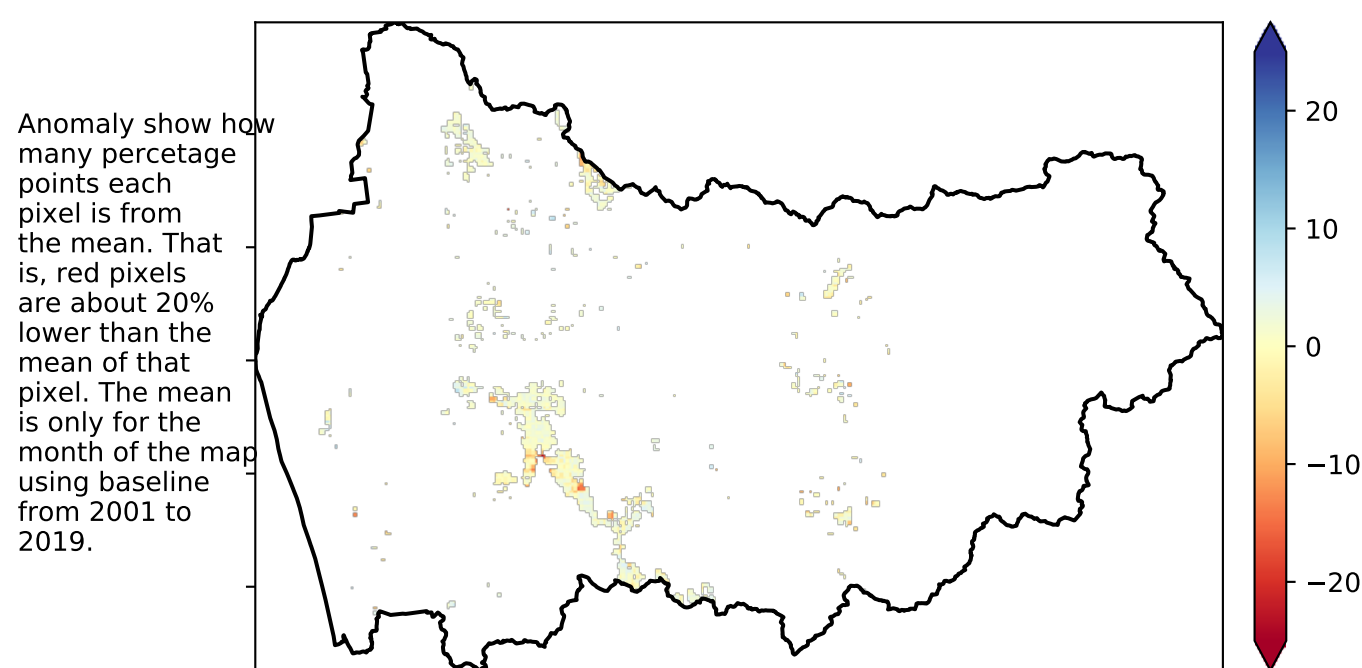 Anomaly show how
many percetage
points each
pixel is from
the mean. That
is, red pixels
are about 20%
lower than the
mean of that
pixel. The mean
is only for the
month of the map
using baseline
from 2001 to
2019.
20
10
0
−10
−20